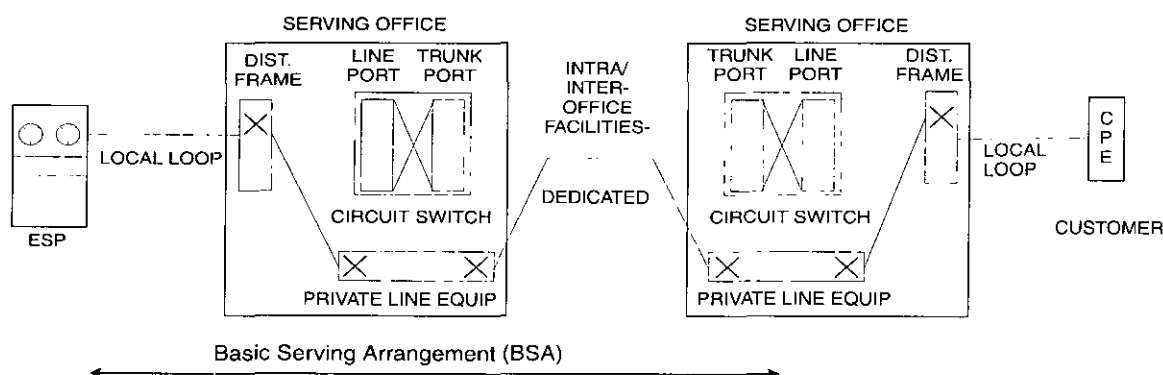 SERVING OFFICE
DIST.
FRAME
LINE
PORT
TRUNK
PORT
LOCAL LOOP
ESP
CIRCUIT SWITCH
PRIVATE LINE EQUIP
INTRA/
INTER-
OFFICE
FACILITIES-
DEDICATED
SERVING OFFICE
TRUNK
PORT
LINE
PORT
DIST.
FRAME
CIRCUIT SWITCH
PRIVATE LINE EQUIP
LOCAL
LOOP
C
P
E
CUSTOMER
Basic Serving Arrangement (BSA)